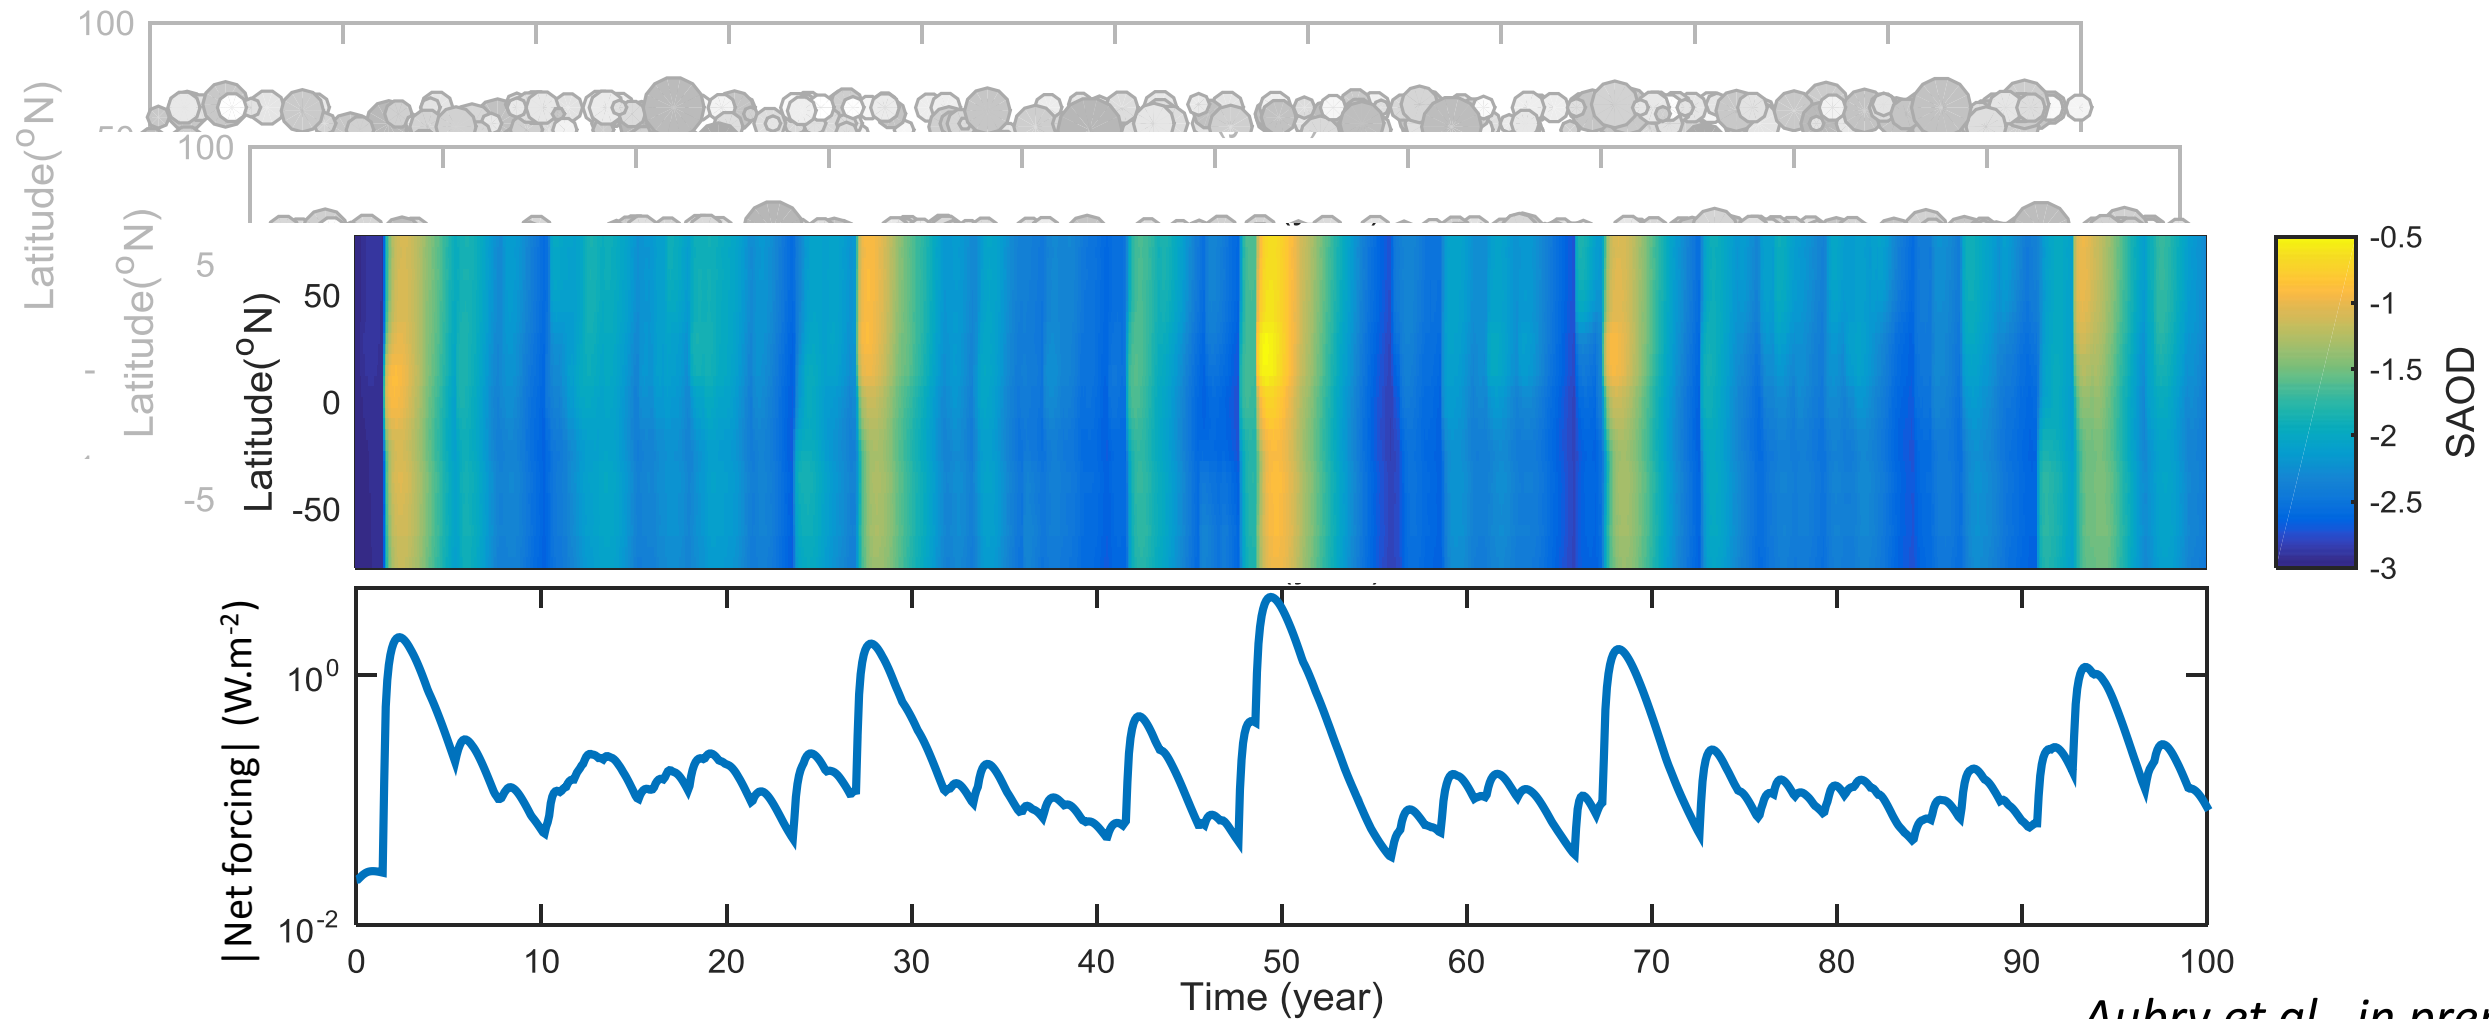 100
Latitude(°N)
100
Latitude(°N)
5
-5
50
0
-50
Latitude(°N)
-0.5
-1
-1.5
-2
-2.5
-3
SAOD
|Net forcing| (W.m⁻²)
10⁰
10⁻²
0 10 20 30 40 50 60 70 80 90 100
Time (year)